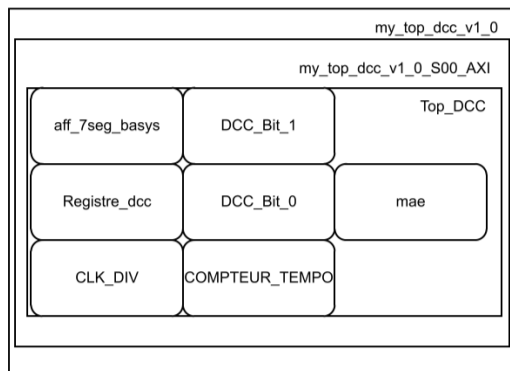 my_top_dcc_v1_0
my_top_dcc_v1_0_S00_AXI
Top_DCC
aff_7seg_basys
DCC_Bit_1
Registre_dcc
DCC_Bit_0
mae
CLK_DIV
COMPTEUR_TEMPO